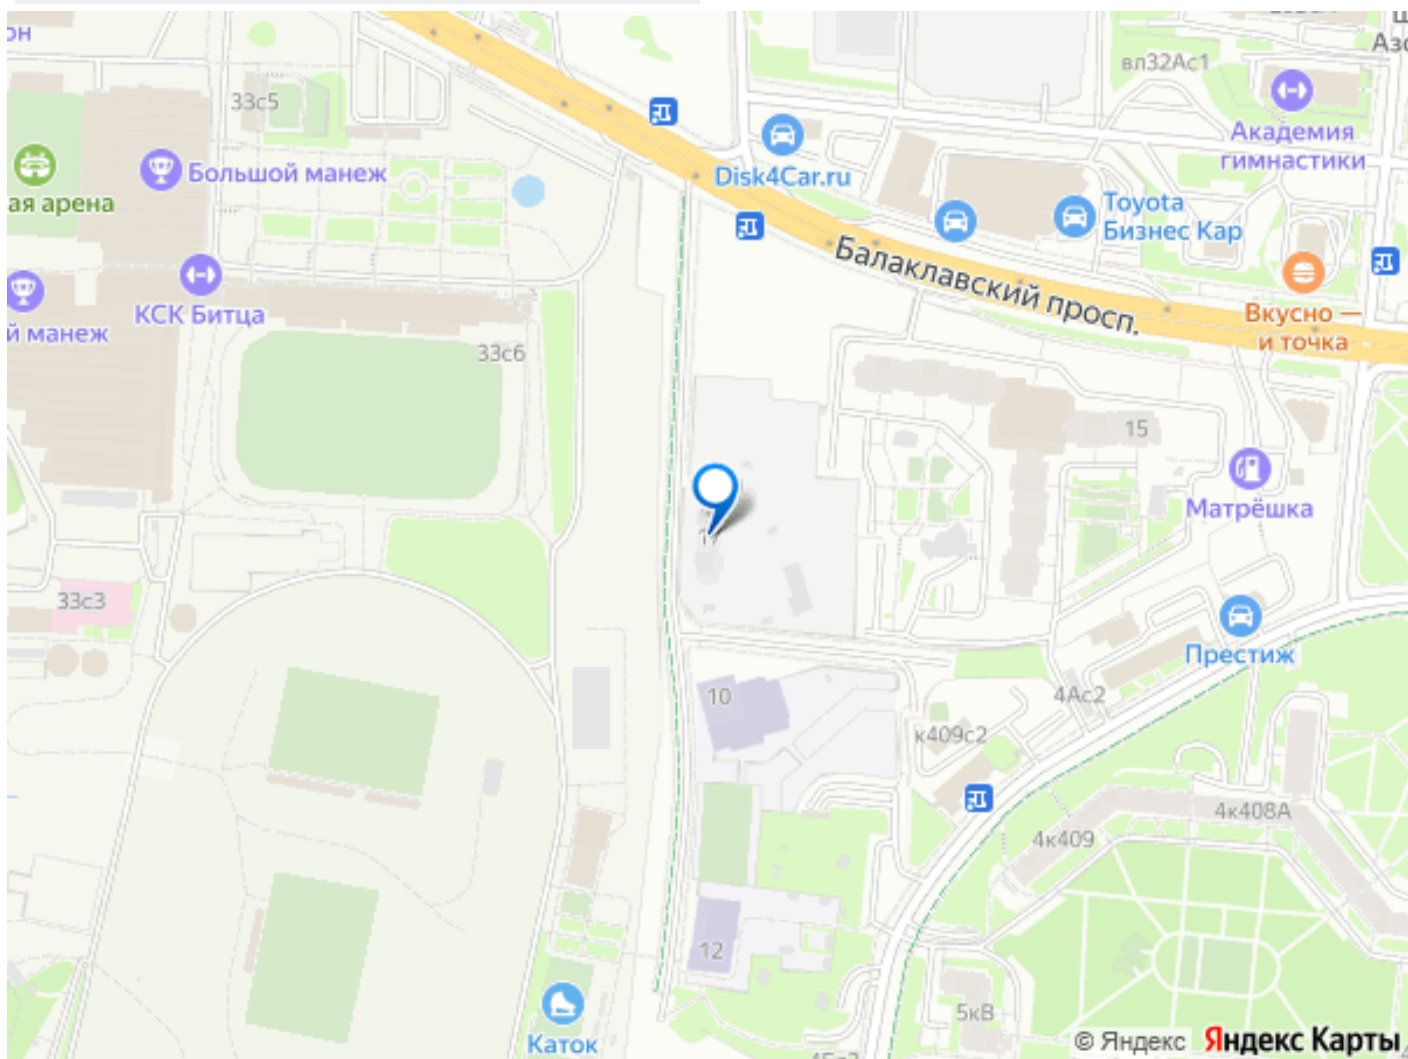 вл32Ас1
33с5
Академия
гимнастики
Большой манеж
Disk4Car.ru
ая арена
Toyota
Бизнес Кар
Балаклавский просп.
КСК Битца
й манеж
Вкусно —
и точка
33с6
15
Матрёшка
33с3
Престиж
10
4Ас2
к409с2
4к408А
4к409
12
5кВ
Каток
© Яндекс
Яндекс Карты